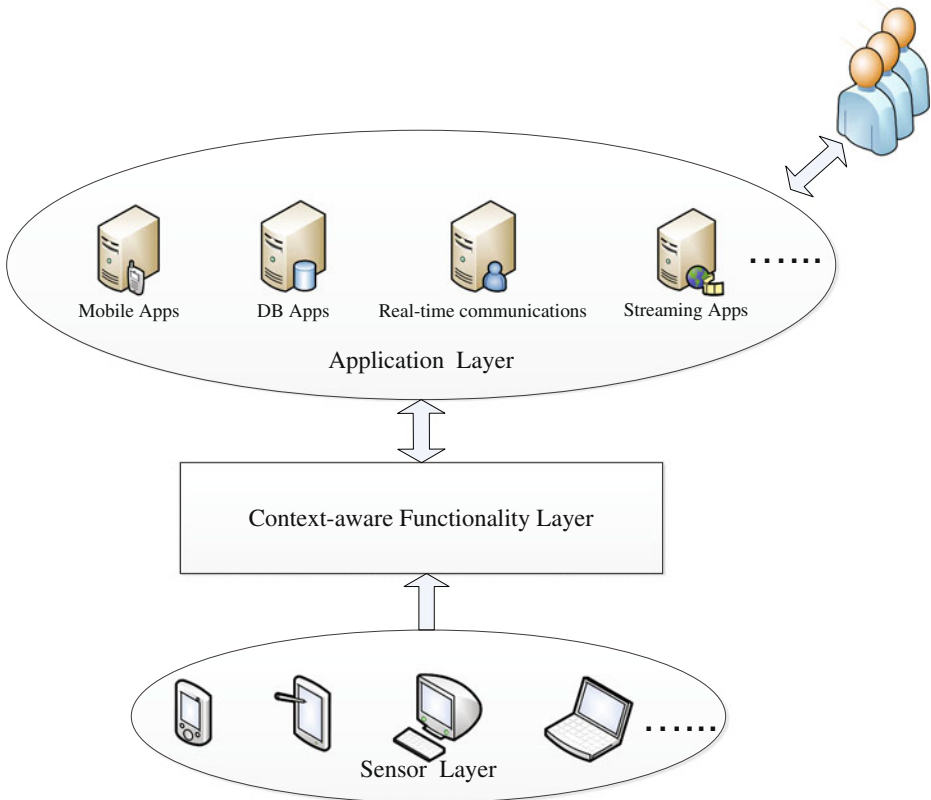 ......
Mobile Apps
DB Apps
Real-time communications
Streaming Apps
Application Layer
Context-aware Functionality Layer
......
Sensor Layer